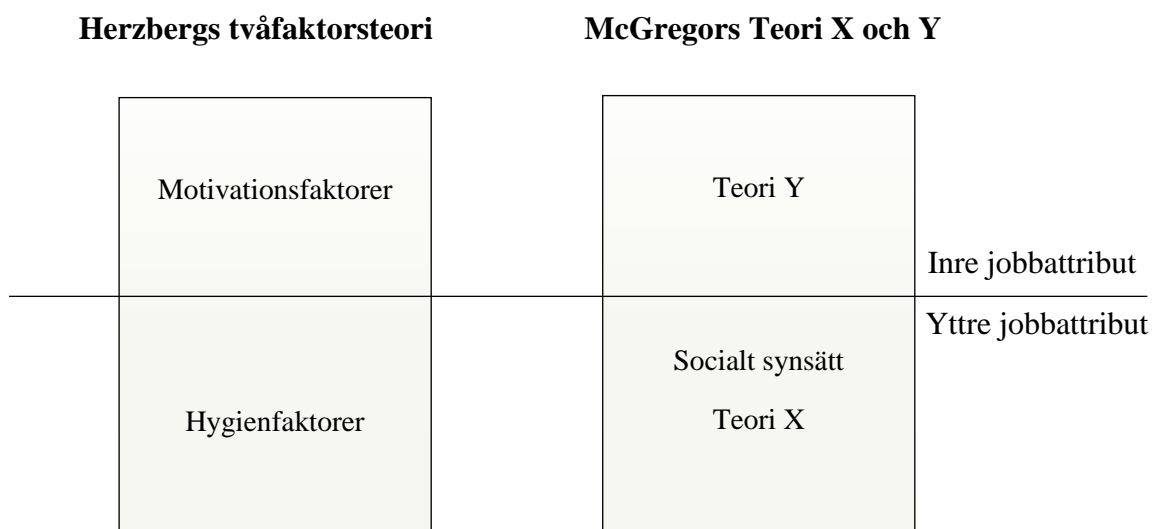 Herzbergs tvåfaktorsteori
McGregors Teori X och Y
Motivationsfaktorer
Teori Y
Inre jobbattribut
Yttre jobbattribut
Socialt synsätt
Hygienfaktorer
Teori X